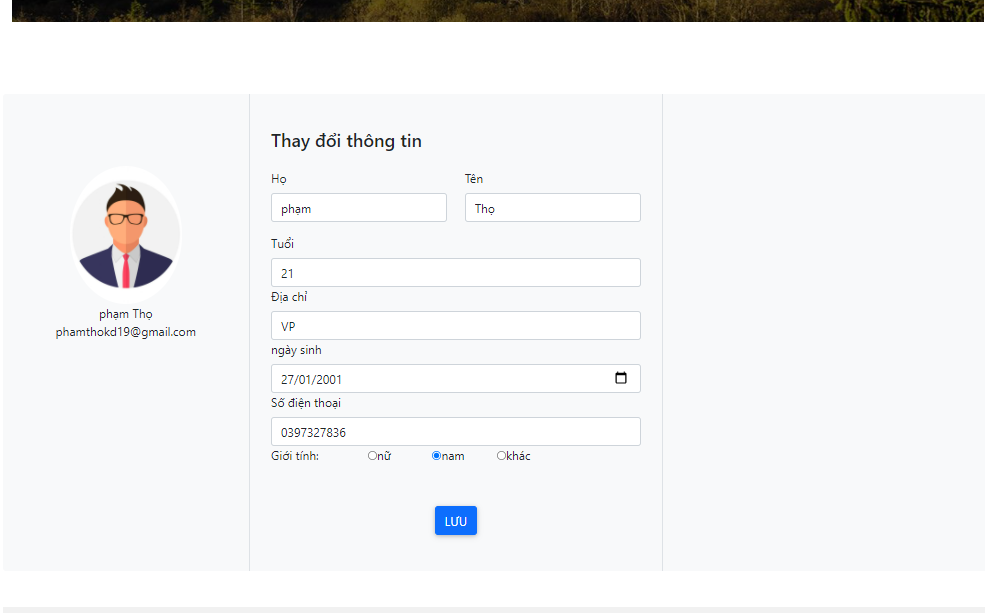 Thay đổi thông tin
Họ Tên
phạm Thọ
Tuổi
21
Địa chỉ
VP
ngày sinh
27/01/2001
Số điện thoại
0397327836
Giới tính: nữ nam khác
LƯU
phạm Thọ
phamthokd19@gmail.com